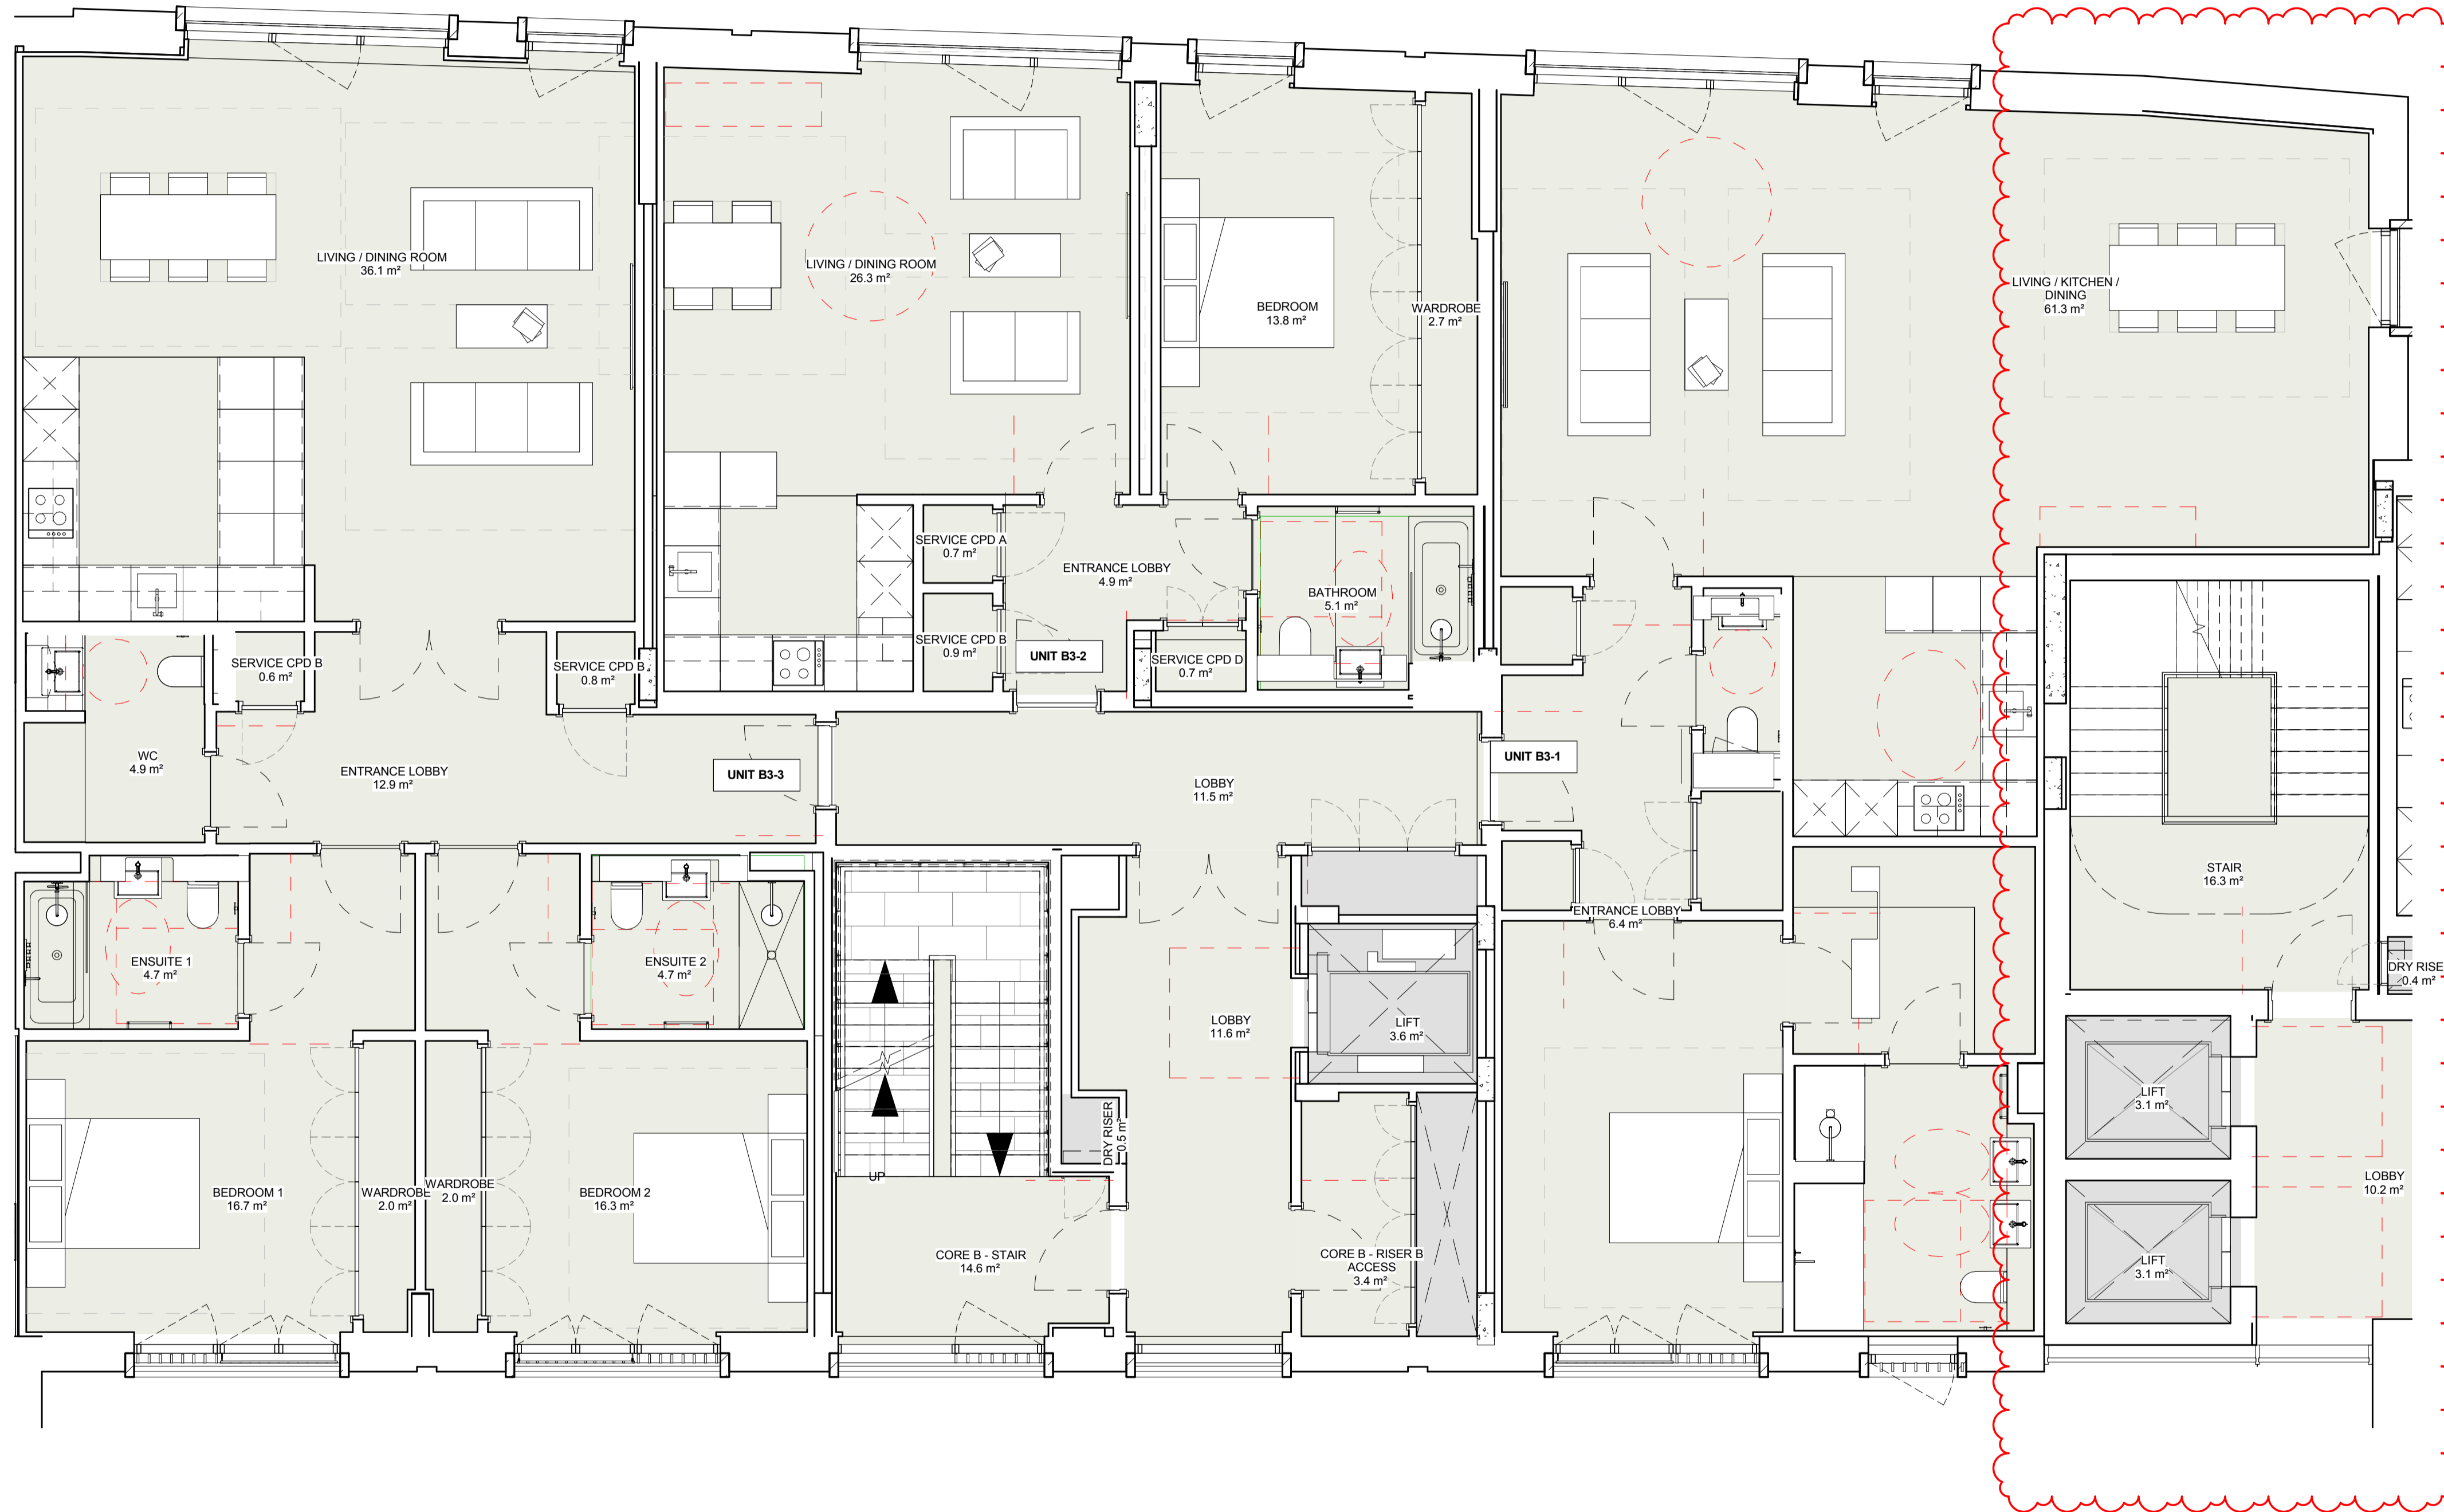 LIVING / DINING ROOM
36.1 m²
LIVING / DINING ROOM
26.3 m²
BEDROOM
13.8 m²
WARDROBE
2.7 m²
LIVING / KITCHEN /
DINING
61.3 m²
SERVICE CPD A
0.7 m²
ENTRANCE LOBBY
4.9 m²
BATHROOM
5.1 m²
SERVICE CPD B
0.9 m²
UNIT B3-2
SERVICE CPD D
0.7 m²
SERVICE CPD B
0.6 m²
SERVICE CPD B
0.8 m²
WC
4.9 m²
ENTRANCE LOBBY
12.9 m²
UNIT B3-3
LOBBY
11.5 m²
UNIT B3-1
STAIR
16.3 m²
ENTRANCE LOBBY
6.4 m²
ENSUITE 1
4.7 m²
ENSUITE 2
4.7 m²
DRY RISE
0.4 m²
LOBBY
11.6 m²
LIFT
3.6 m²
LIFT
3.1 m²
DRY RISER
0.5 m²
UP
BEDROOM 1
16.7 m²
WARDROBE
2.0 m²
WARDROBE
2.0 m²
BEDROOM 2
16.3 m²
LOBBY
10.2 m²
CORE B - STAIR
14.6 m²
CORE B - RISER B
ACCESS
3.4 m²
LIFT
3.1 m²